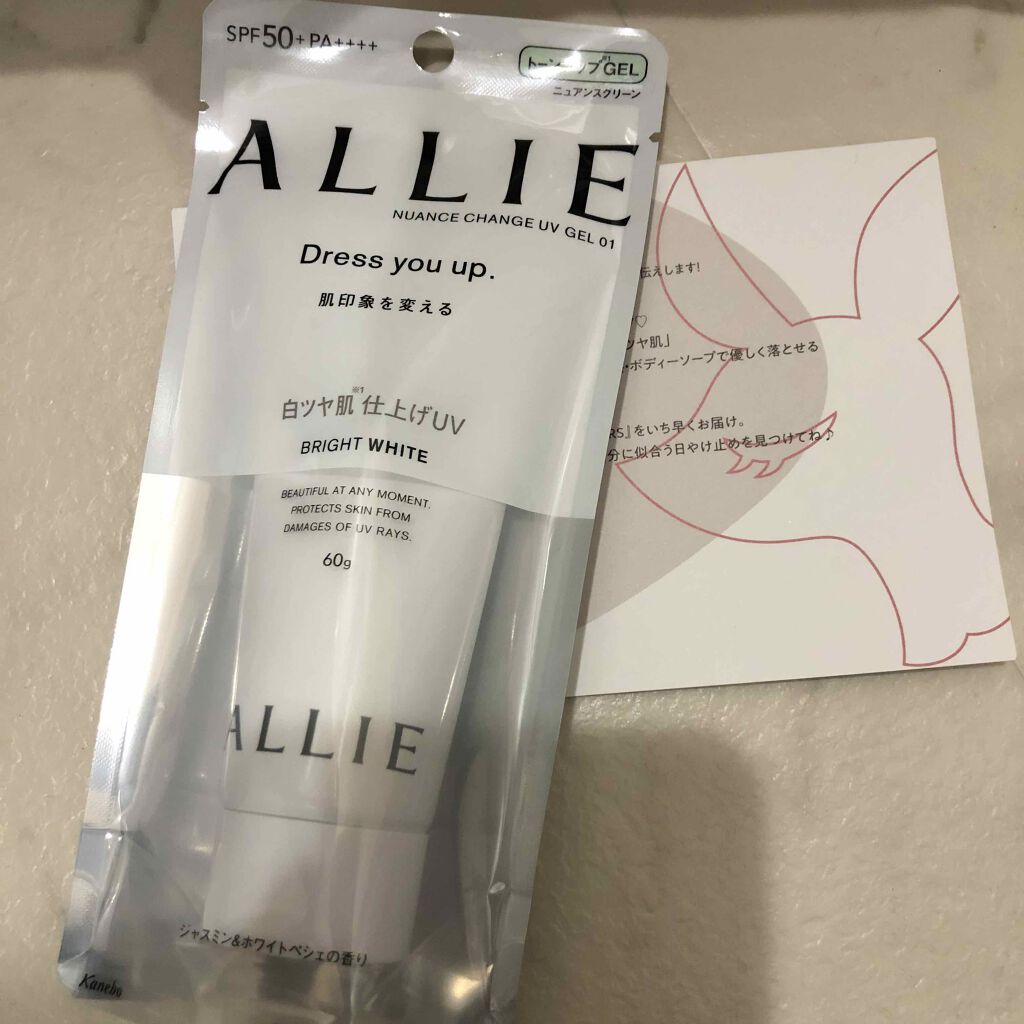 SPF50+PA++++
トーンアップ※1GEL
ニュアンスクリーン
ALLIE
NUANCE CHANGE UV GEL 01
Dress you up.
肌印象を変える
白ツヤ肌※1仕上げUV
BRIGHT WHITE
BEAUTIFUL AT ANY MOMENT.
PROTECTS SKIN FROM
DAMAGES OF UV RAYS.
60g
ALLIE
ジャスミン&ホワイトペシェの香り
Kanebo
伝えします!
♡
ツヤ肌」
・ボディーソープで優しく落とせる
RS』をいち早くお届け。
分に似合う日やけ止めを見つけてね♪